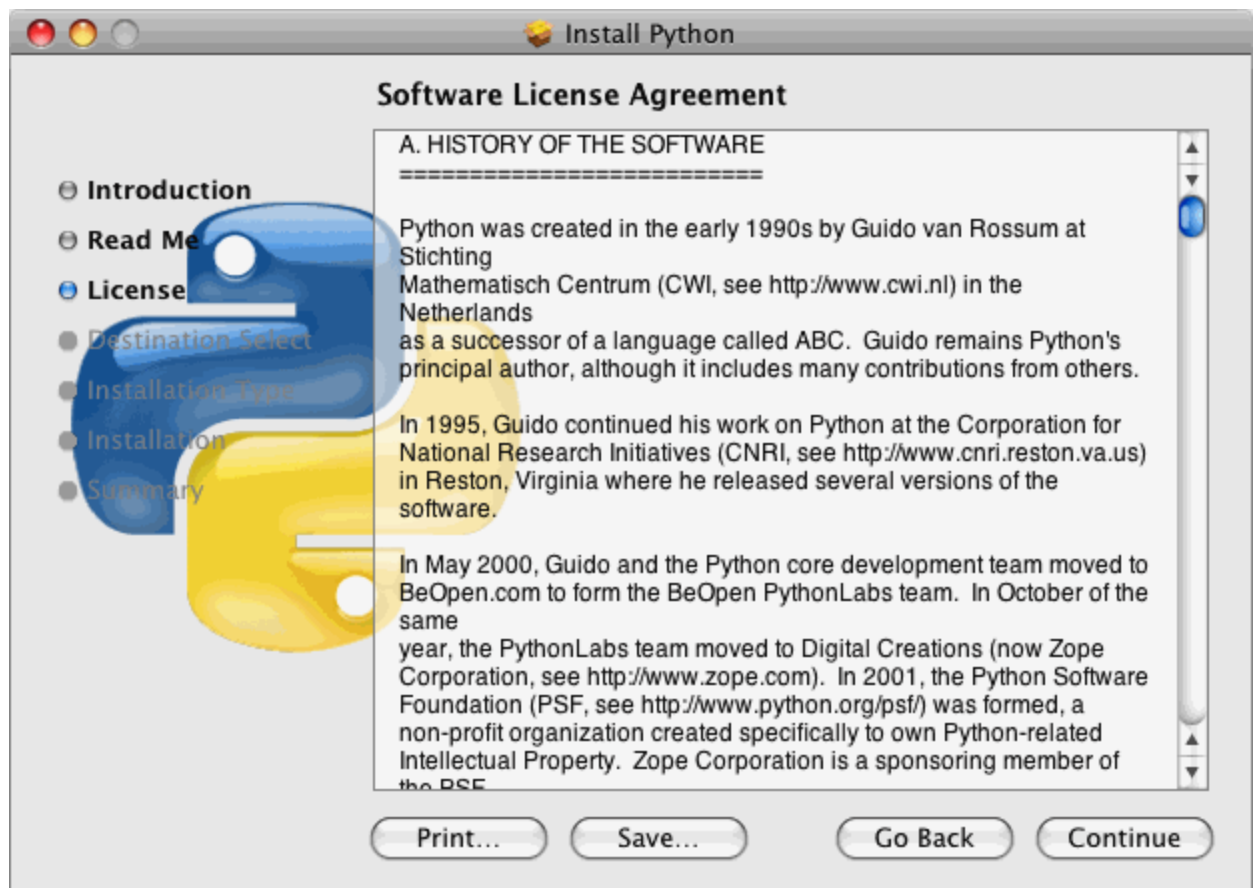 Install Python
Software License Agreement
Introduction
Read Me
License
Destination Select
Installation Type
Installation
Summary
A. HISTORY OF THE SOFTWARE
==========================
Python was created in the early 1990s by Guido van Rossum at
Stichting
Mathematisch Centrum (CWI, see http://www.cwi.nl) in the
Netherlands
as a successor of a language called ABC.  Guido remains Python's
principal author, although it includes many contributions from others.
In 1995, Guido continued his work on Python at the Corporation for
National Research Initiatives (CNRI, see http://www.cnri.reston.va.us)
in Reston, Virginia where he released several versions of the
software.
In May 2000, Guido and the Python core development team moved to
BeOpen.com to form the BeOpen PythonLabs team.  In October of the
same
year, the PythonLabs team moved to Digital Creations (now Zope
Corporation, see http://www.zope.com).  In 2001, the Python Software
Foundation (PSF, see http://www.python.org/psf/) was formed, a
non-profit organization created specifically to own Python-related
Intellectual Property.  Zope Corporation is a sponsoring member of
the PSF
Print...
Save...
Go Back
Continue